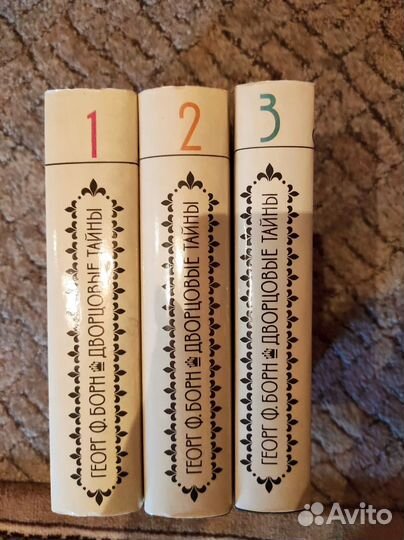 1
ГЕОРГ Ф. БОРН ДВОРЦОВЫЕ ТАЙНЫ
2
ГЕОРГ Ф. БОРН ДВОРЦОВЫЕ ТАЙНЫ
3
ГЕОРГ Ф. БОРН ДВОРЦОВЫЕ ТАЙНЫ
Avito